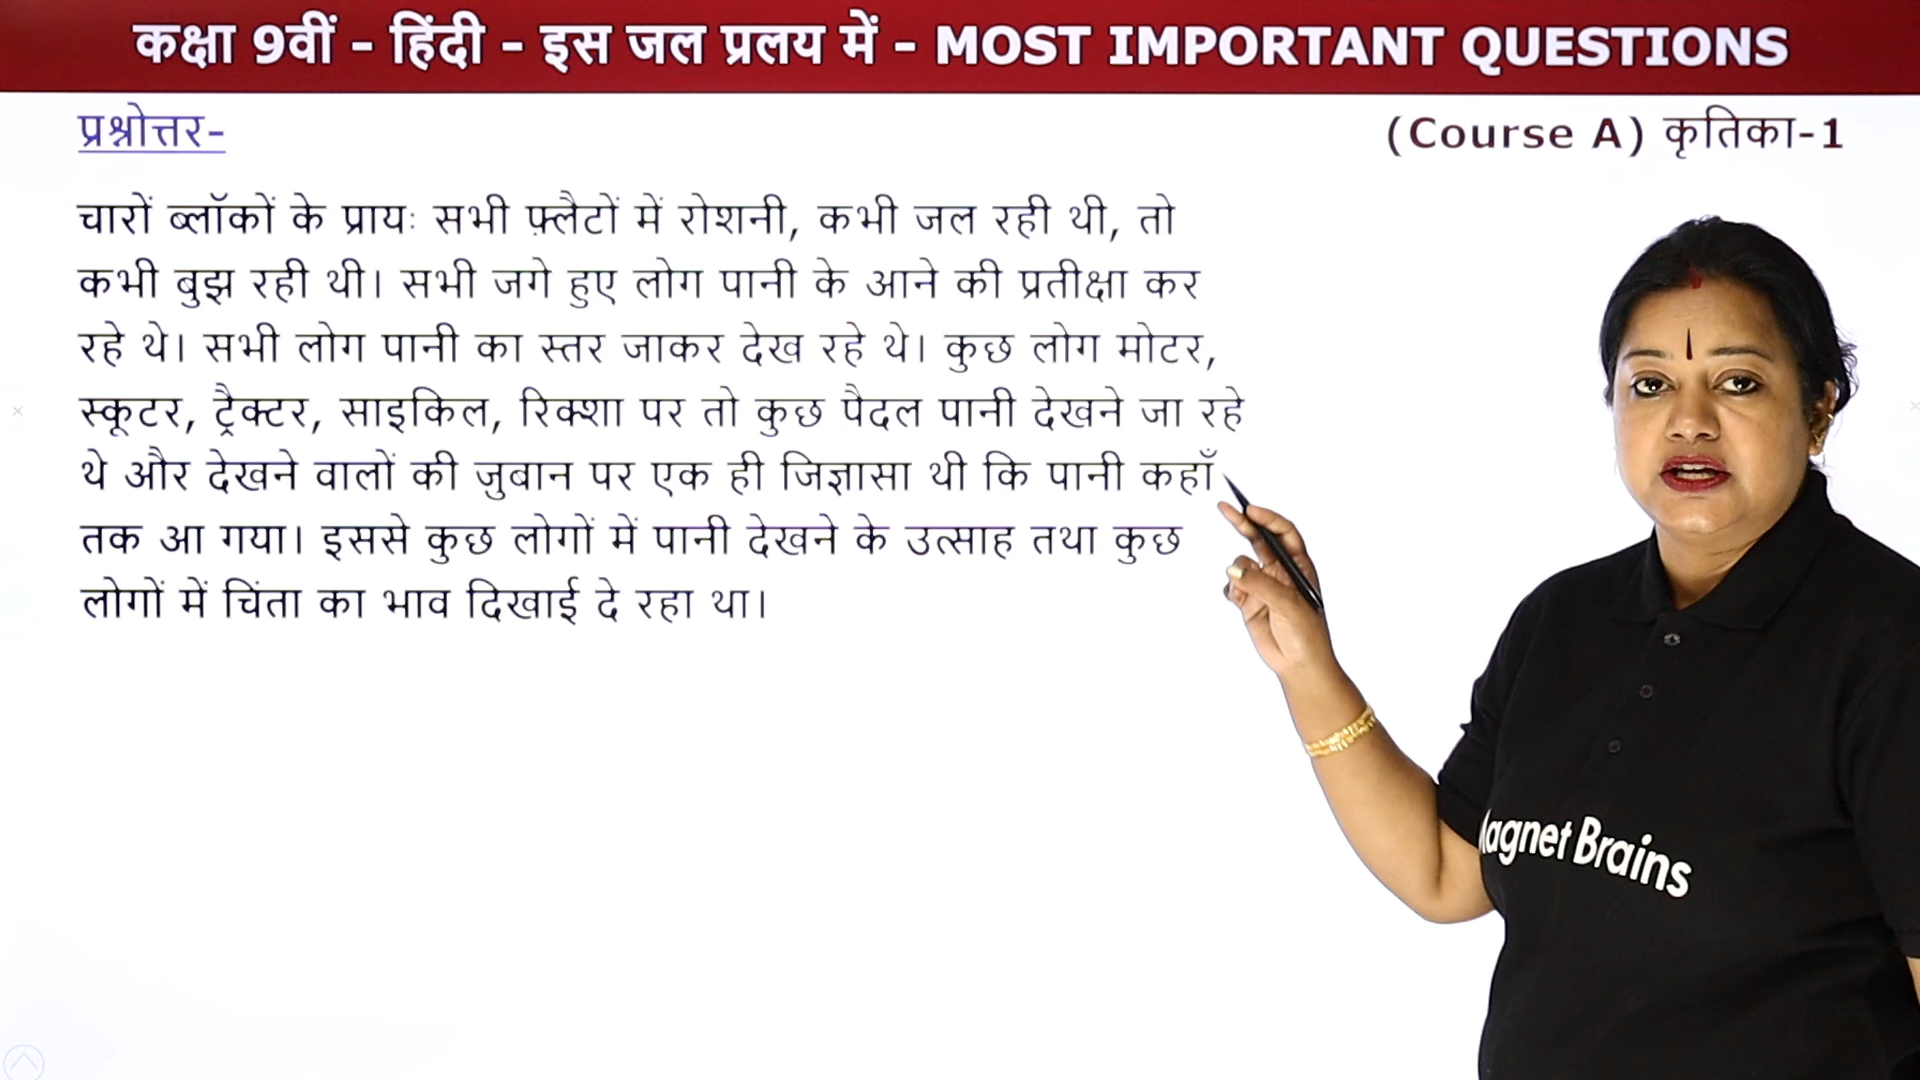 कक्षा 9वीं - हिंदी - इस जल प्रलय में - MOST IMPORTANT QUESTIONS
प्रश्नोत्तर-
(Course A) कृतिका-1
चारों ब्लॉकों के प्रायः सभी फ़्लैटों में रोशनी, कभी जल रही थी, तो
कभी बुझ रही थी। सभी जगे हुए लोग पानी के आने की प्रतीक्षा कर
रहे थे। सभी लोग पानी का स्तर जाकर देख रहे थे। कुछ लोग मोटर,
स्कूटर, ट्रैक्टर, साइकिल, रिक्शा पर तो कुछ पैदल पानी देखने जा रहे
थे और देखने वालों की जुबान पर एक ही जिज्ञासा थी कि पानी कहाँ
तक आ गया। इससे कुछ लोगों में पानी देखने के उत्साह तथा कुछ
लोगों में चिंता का भाव दिखाई दे रहा था।
agnet Brains